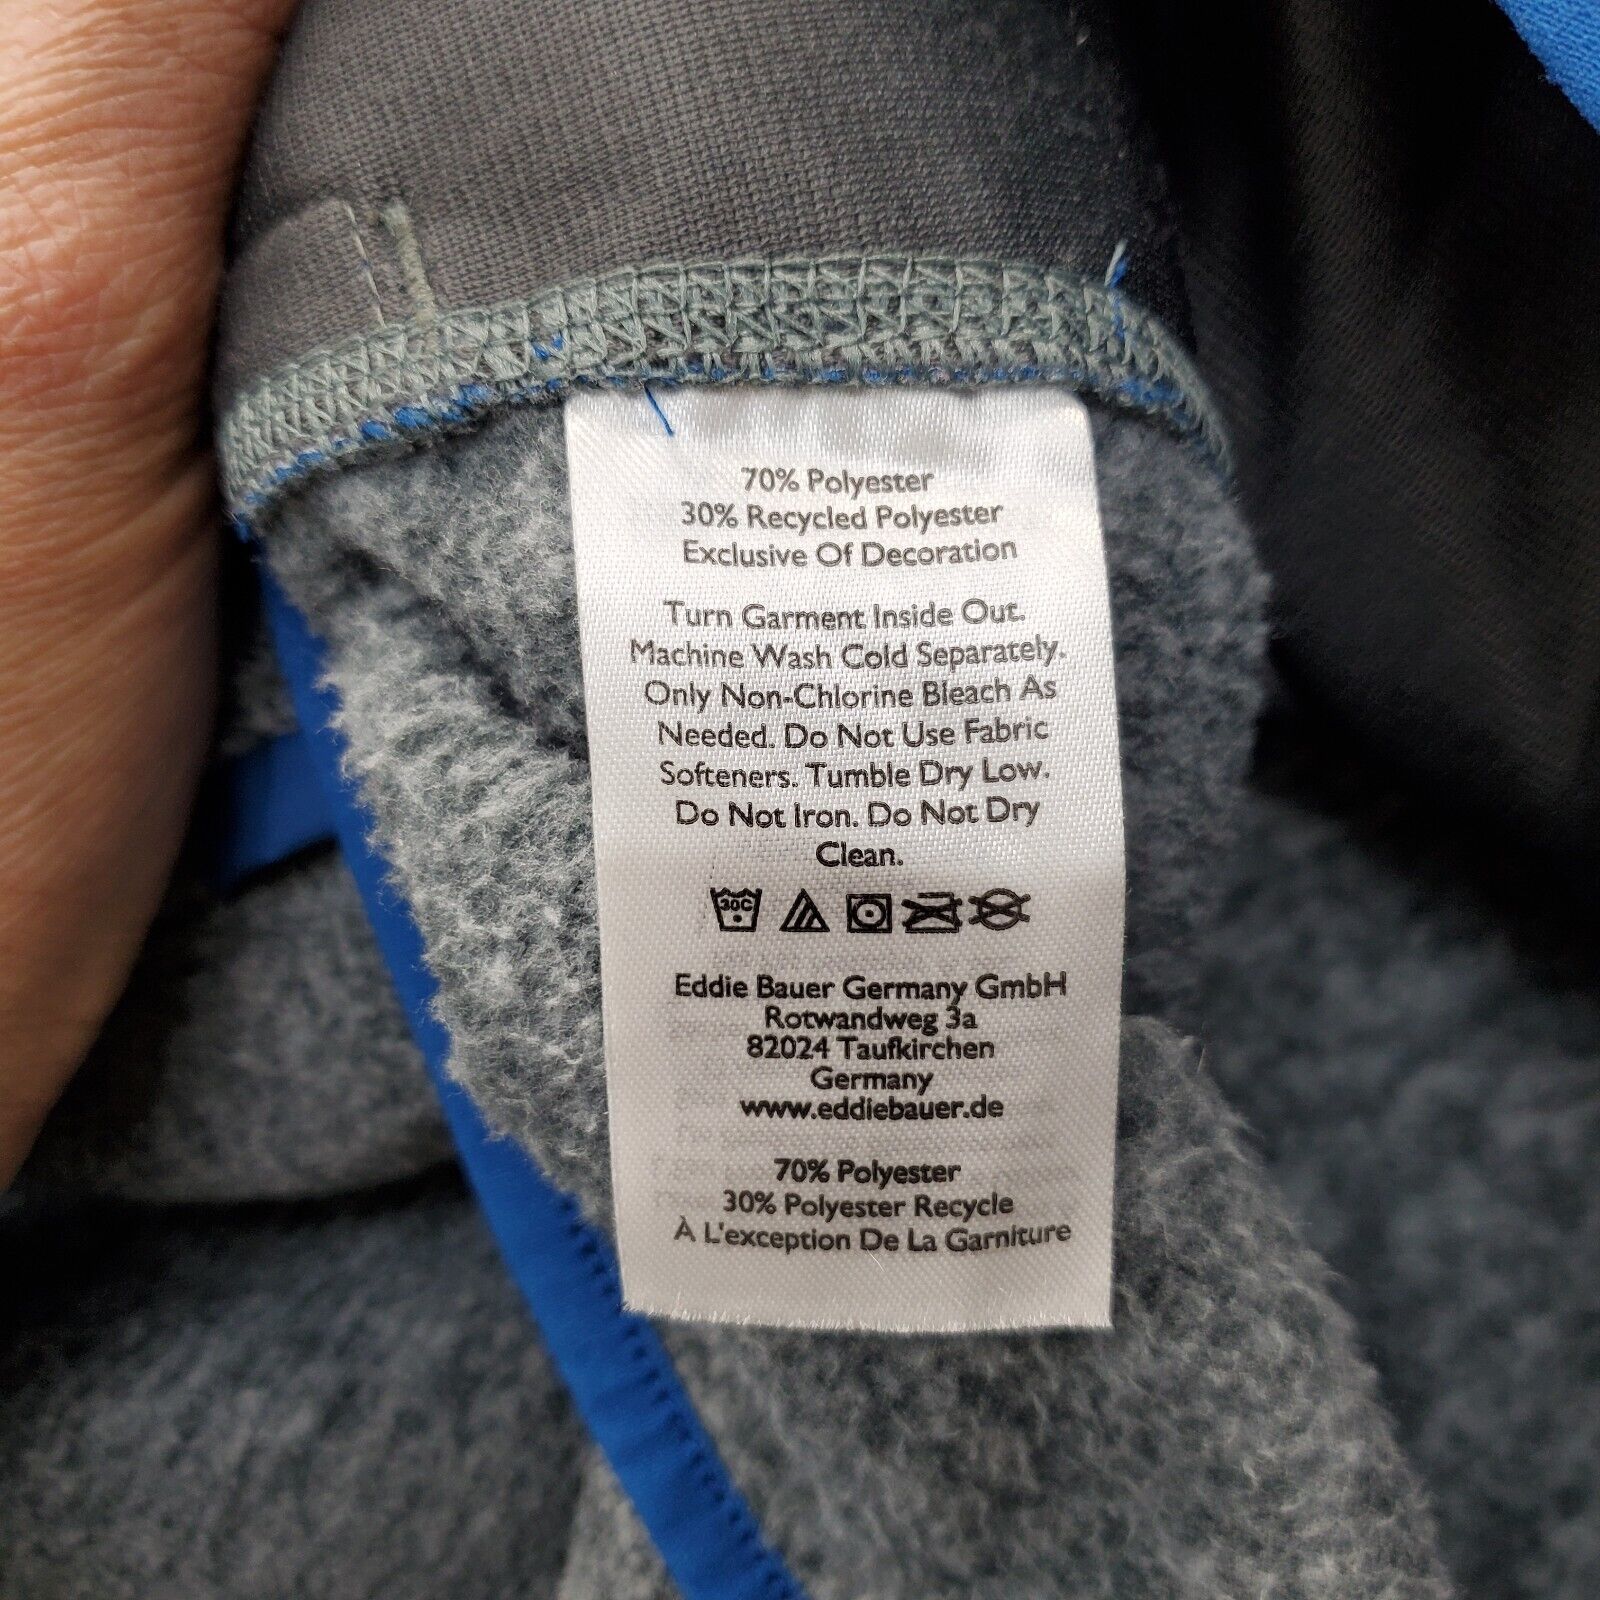 70% Polyester
30% Recycled Polyester
Exclusive Of Decoration
Turn Garment Inside Out.
Machine Wash Cold Separately.
Only Non-Chlorine Bleach As
Needed. Do Not Use Fabric
Softeners. Tumble Dry Low.
Do Not Iron. Do Not Dry
Clean.
30C
Eddie Bauer Germany GmbH
Rotwandweg 3a
82024 Taufkirchen
Germany
www.eddiebauer.de
70% Polyester
30% Polyester Recycle
À L'exception De La Garniture